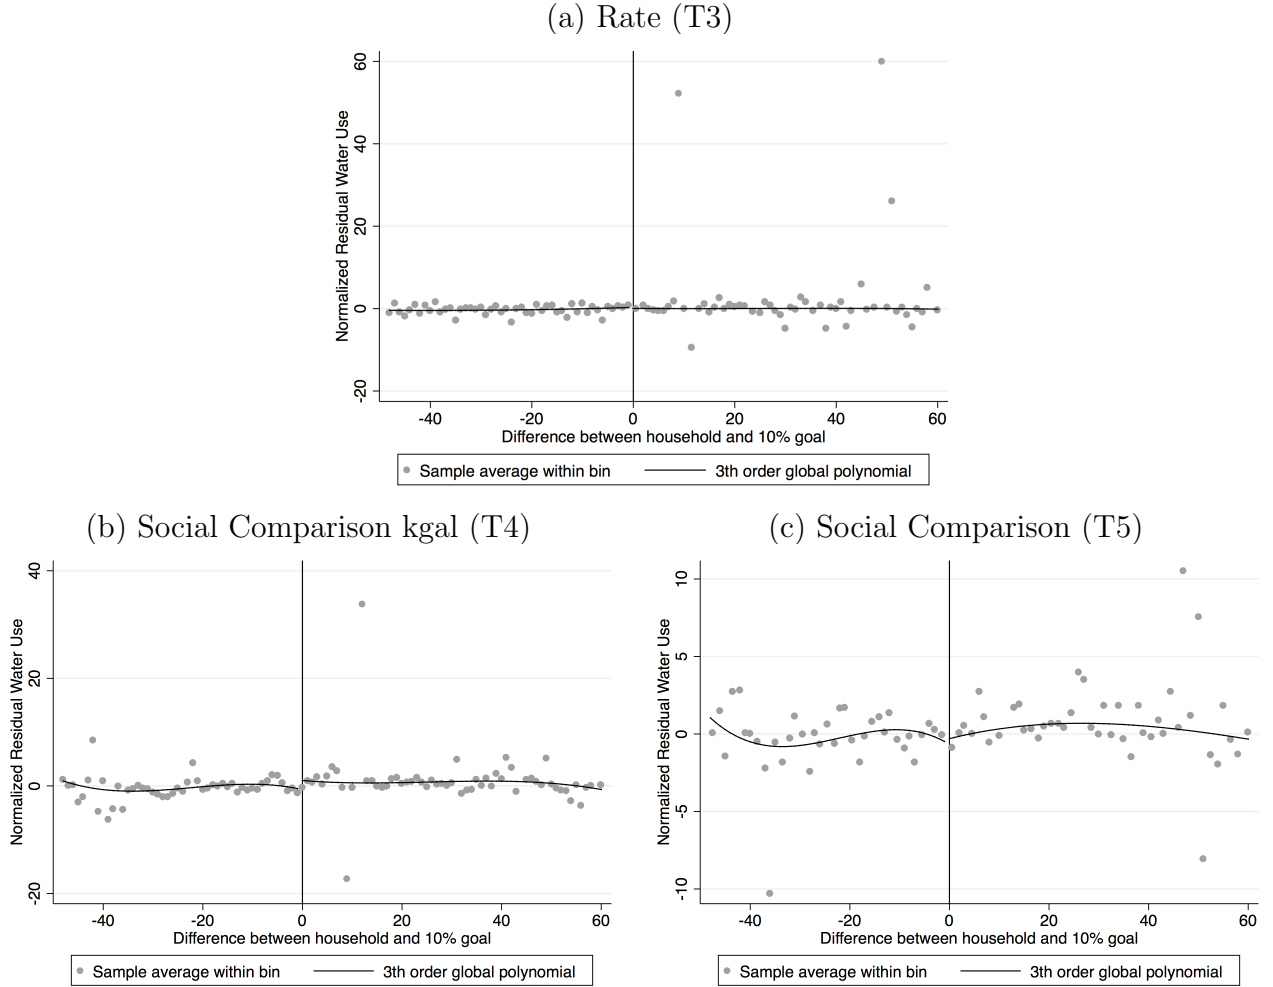 (a) Rate (T3)
Normalized Residual Water Use
60
40
20
0
-20
-40
-20
0
20
40
60
Difference between household and 10% goal
Sample average within bin
3th order global polynomial
(b) Social Comparison kgal (T4)
Normalized Residual Water Use
40
20
0
-20
-40
-20
0
20
40
60
Difference between household and 10% goal
Sample average within bin
3th order global polynomial
(c) Social Comparison (T5)
Normalized Residual Water Use
10
5
0
-5
-10
-40
-20
0
20
40
60
Difference between household and 10% goal
Sample average within bin
3th order global polynomial